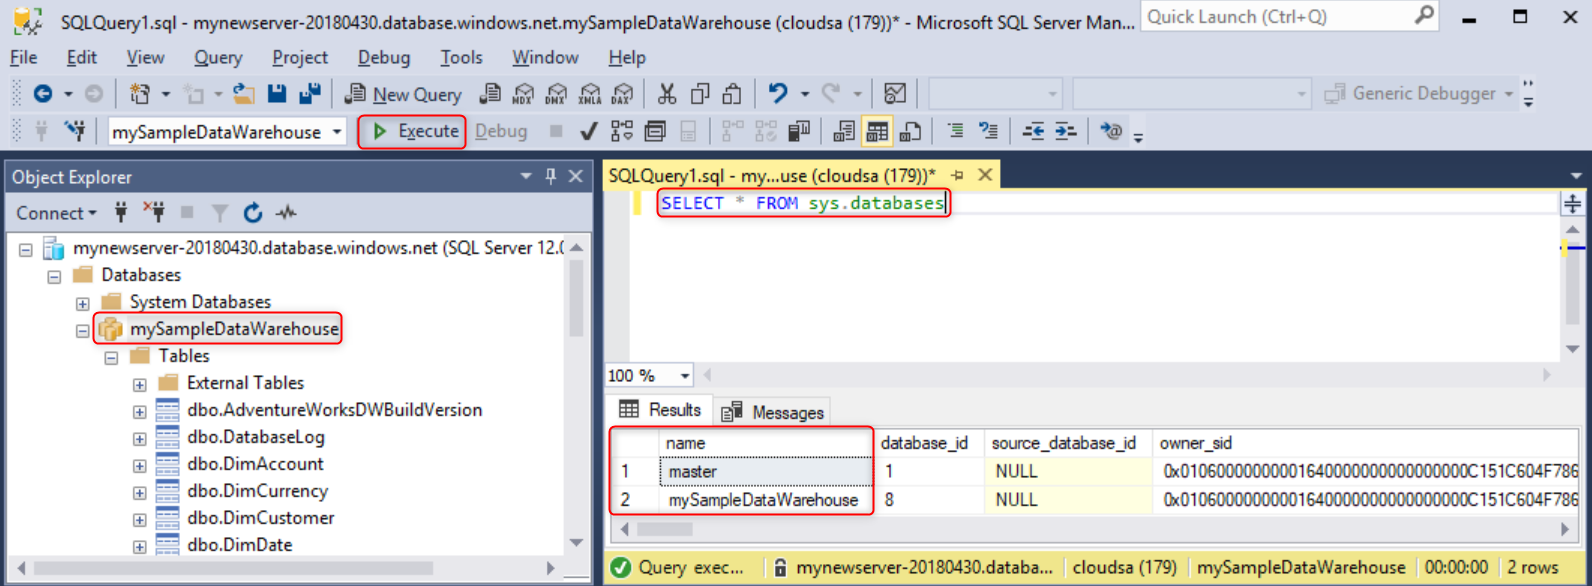 SQLQuery1.sql - mynewserver-20180430.database.windows.net.mySampleDataWarehouse (cloudsa (179))* - Microsoft SQL Server Man...
Quick Launch (Ctrl+Q)
File Edit View Query Project Debug Tools Window Help
New Query MDX DMX XMLA DAX Generic Debugger
mySampleDataWarehouse Execute Debug
Object Explorer
Connect
mynewserver-20180430.database.windows.net (SQL Server 12.0
Databases
System Databases
mySampleDataWarehouse
Tables
External Tables
dbo.AdventureWorksDWBuildVersion
dbo.DatabaseLog
dbo.DimAccount
dbo.DimCurrency
dbo.DimCustomer
dbo.DimDate
SQLQuery1.sql - my...use (cloudsa (179))*
SELECT * FROM sys.databases
100 %
Results Messages
name database_id source_database_id owner_sid
1 master 1 NULL 0x01060000000001640000000000000000C151C604F786
2 mySampleDataWarehouse 8 NULL 0x01060000000001640000000000000000C151C604F786
Query exec... mynewserver-20180430.databa... cloudsa (179) mySampleDataWarehouse 00:00:00 2 rows